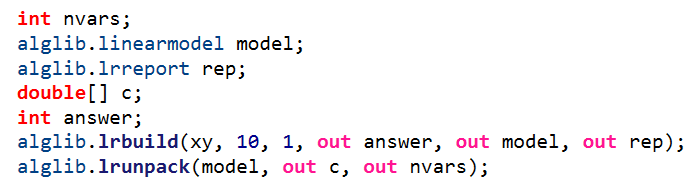 int nvars;
alglib.linearmodel model;
alglib.lrreport rep;
double[] c;
int answer;
alglib.lrbuild(xy, 10, 1, out answer, out model, out rep);
alglib.lrunpack(model, out c, out nvars);